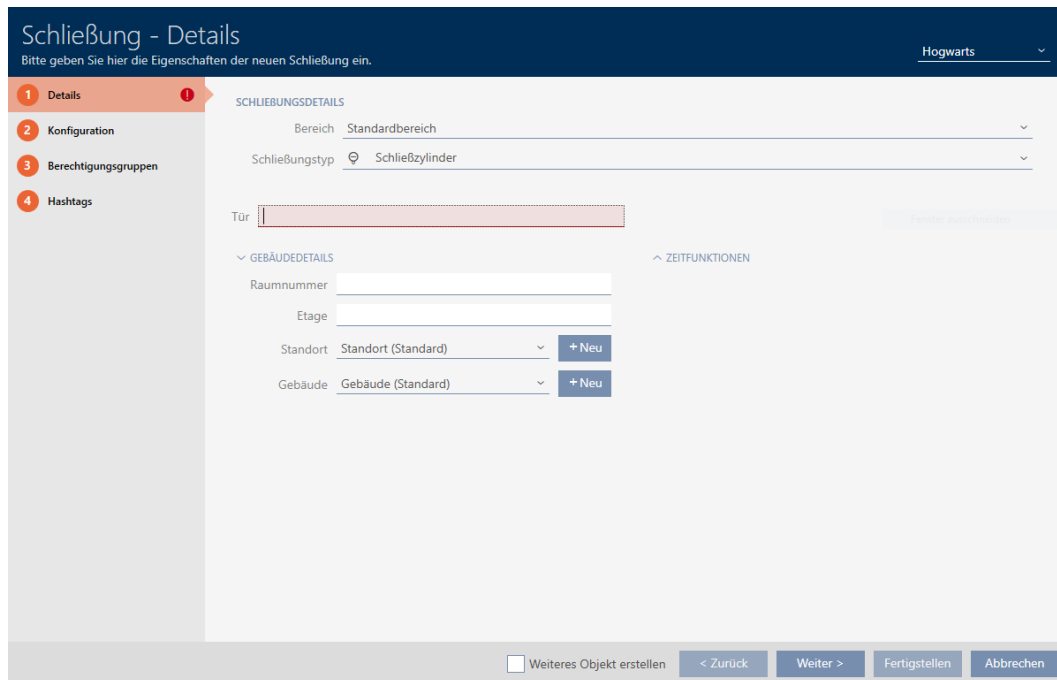 Schließung - Details
Bitte geben Sie hier die Eigenschaften der neuen Schließung ein.
Hogwarts
1 Details
2 Konfiguration
3 Berechtigungsgruppen
4 Hashtags
SCHLIEßUNGSDETAILS
Bereich Standardbereich
Schließungstyp Schließzylinder
Tür
GEBÄUDEDETAILS
ZEITFUNKTIONEN
Raumnummer
Etage
Standort Standort (Standard) + Neu
Gebäude Gebäude (Standard) + Neu
Weiteres Objekt erstellen < Zurück Weiter > Fertigstellen Abbrechen